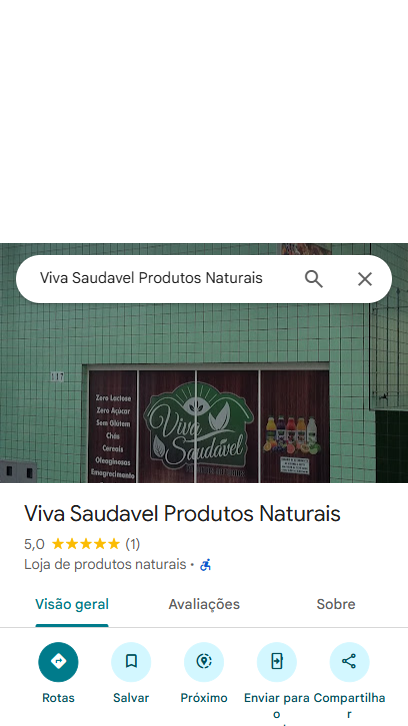 Viva Saudavel Produtos Naturais
117
Zero Lactose
Zero Açúcar
Sem Glúten
Chás
Cereais
Oleaginosas
Emagrecimento
Viva
Saudável
Viva Saudavel Produtos Naturais
5,0 (1)
Loja de produtos naturais ·
Visão geral Avaliações Sobre
Rotas Salvar Próximo Enviar para o Compartilhar